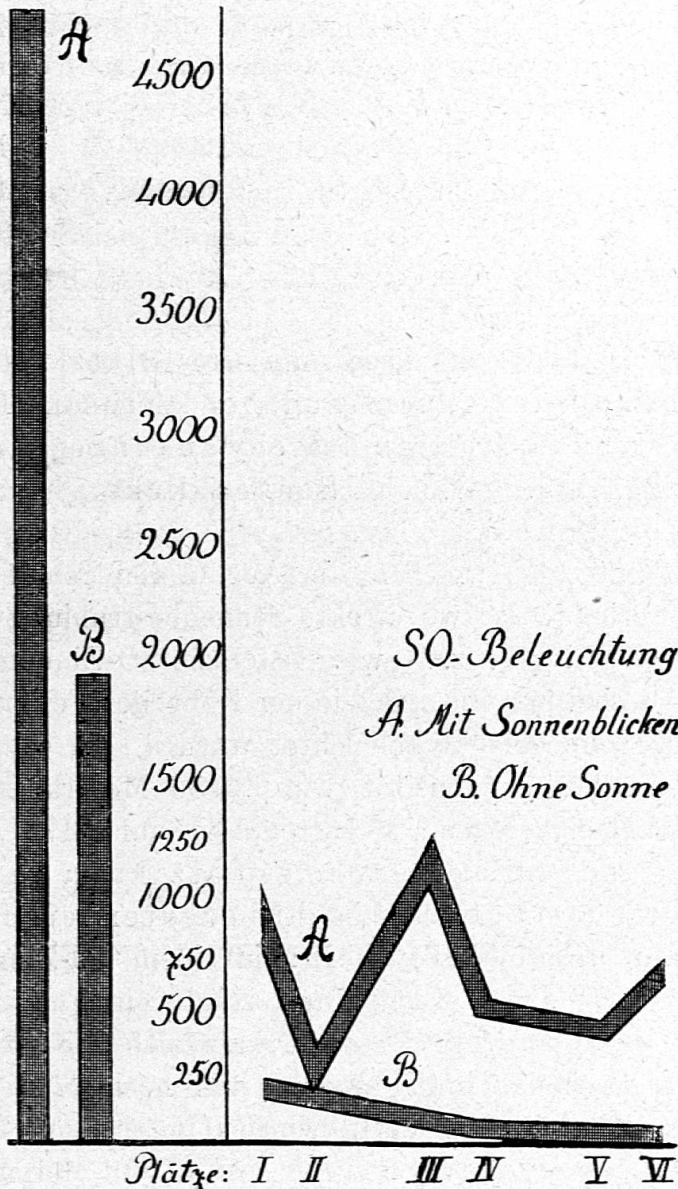 A
4500
4000
3500
3000
2500
B
2000
SO-Beleuchtung
A. Mit Sonnenblicken
1500
B. Ohne Sonne
1250
1000
A
750
500
250
B
Plätze: I II III IV V VI